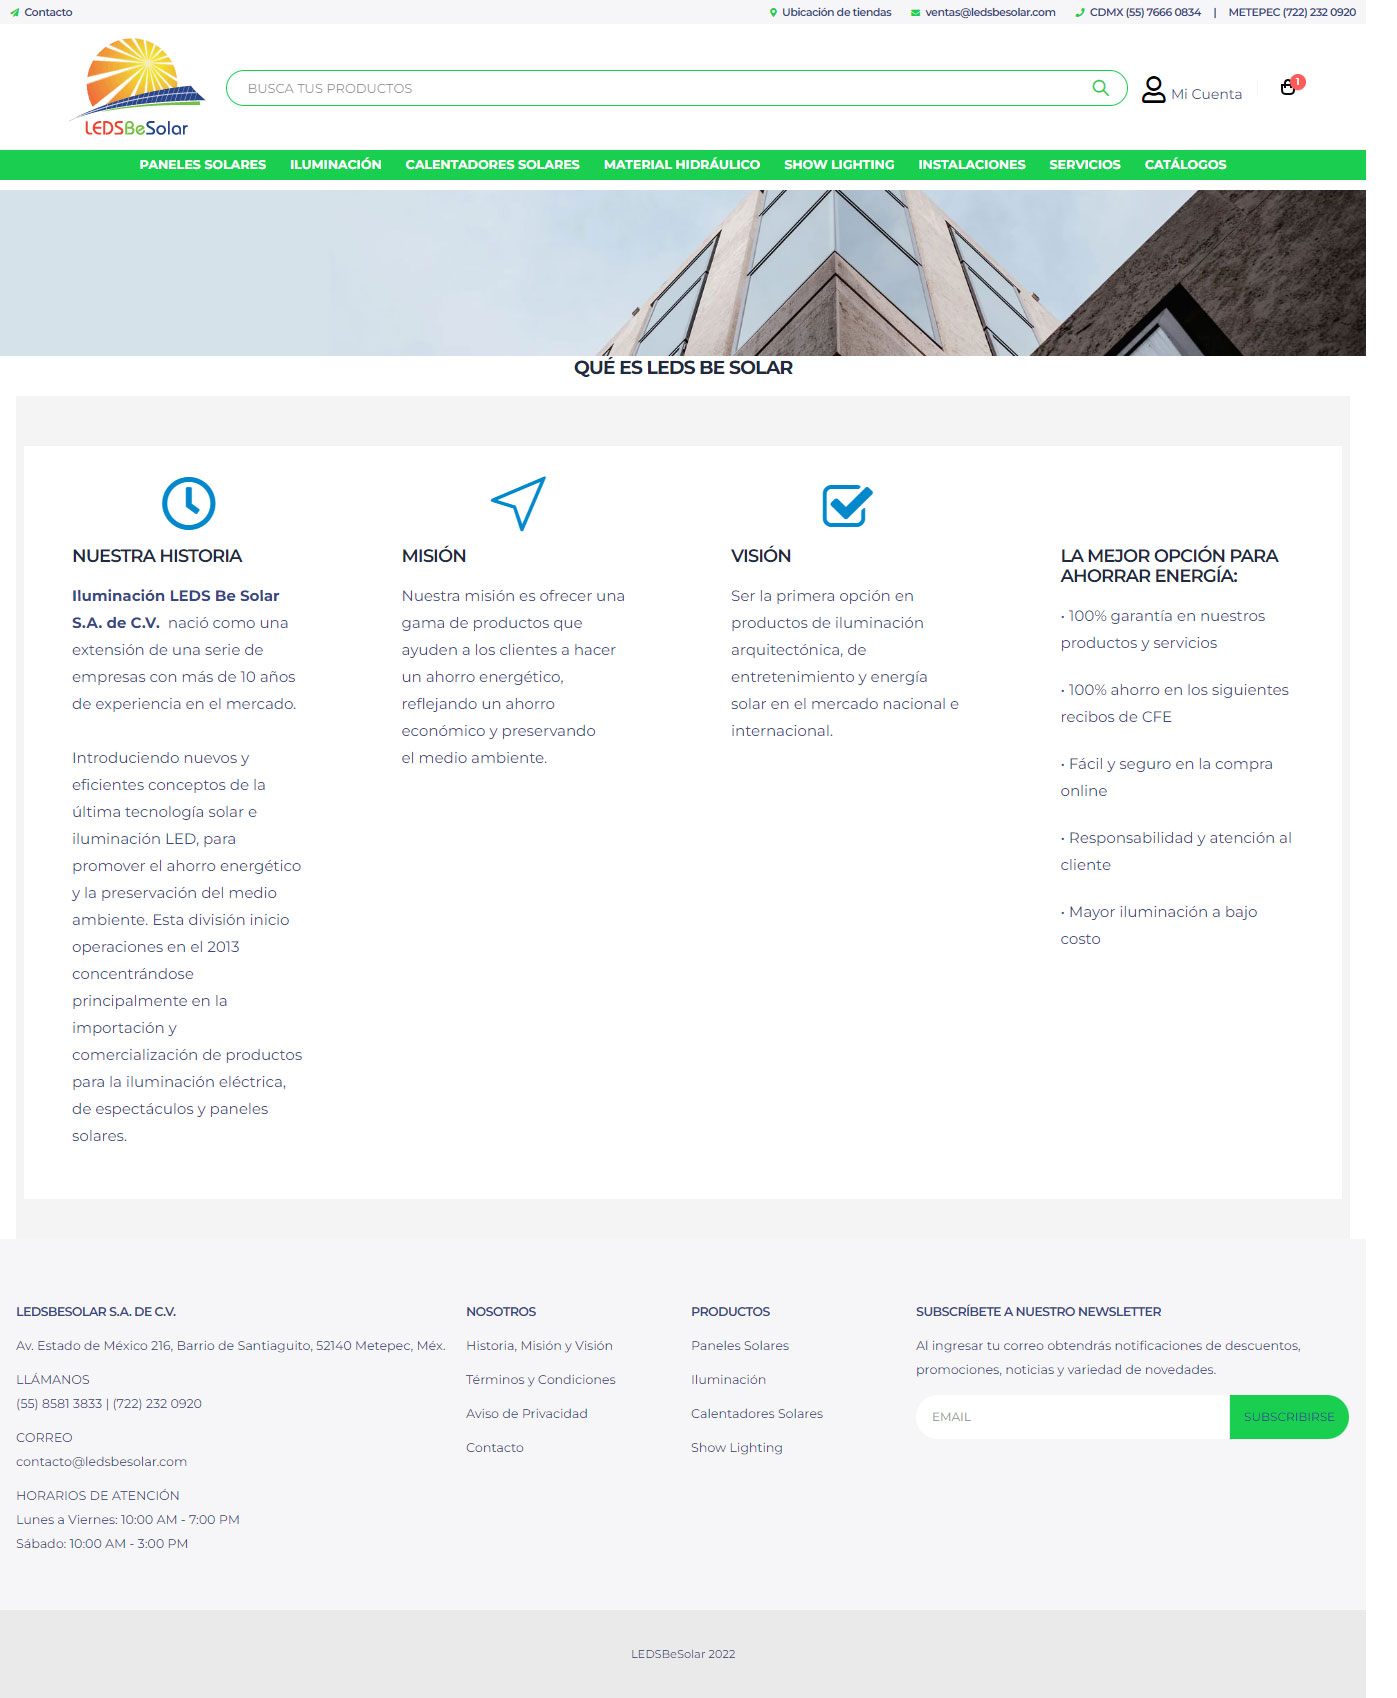 Contacto
Ubicación de tiendas
ventas@ledsbesolar.com
CDMX (55) 7666 0834 | METEPEC (722) 232 0920
LEDSBeSolar
BUSCA TUS PRODUCTOS
Mi Cuenta
1
PANELES SOLARES
ILUMINACIÓN
CALENTADORES SOLARES
MATERIAL HIDRÁULICO
SHOW LIGHTING
INSTALACIONES
SERVICIOS
CATÁLOGOS
QUÉ ES LEDS BE SOLAR
NUESTRA HISTORIA
Iluminación LEDS Be Solar
S.A. de C.V. nació como una
extensión de una serie de
empresas con más de 10 años
de experiencia en el mercado.
Introduciendo nuevos y
eficientes conceptos de la
última tecnología solar e
iluminación LED, para
promover el ahorro energético
y la preservación del medio
ambiente. Esta división inicio
operaciones en el 2013
concentrándose
principalmente en la
importación y
comercialización de productos
para la iluminación eléctrica,
de espectáculos y paneles
solares.
MISIÓN
Nuestra misión es ofrecer una
gama de productos que
ayuden a los clientes a hacer
un ahorro energético,
reflejando un ahorro
económico y preservando
el medio ambiente.
VISIÓN
Ser la primera opción en
productos de iluminación
arquitectónica, de
entretenimiento y energía
solar en el mercado nacional e
internacional.
LA MEJOR OPCIÓN PARA
AHORRAR ENERGÍA:
• 100% garantía en nuestros
productos y servicios
• 100% ahorro en los siguientes
recibos de CFE
• Fácil y seguro en la compra
online
• Responsabilidad y atención al
cliente
• Mayor iluminación a bajo
costo
LEDSBESOLAR S.A. DE C.V.
Av. Estado de México 216, Barrio de Santiaguito, 52140 Metepec, Méx.
LLÁMANOS
(55) 8581 3833 | (722) 232 0920
CORREO
contacto@ledsbesolar.com
HORARIOS DE ATENCIÓN
Lunes a Viernes: 10:00 AM - 7:00 PM
Sábado: 10:00 AM - 3:00 PM
NOSOTROS
Historia, Misión y Visión
Términos y Condiciones
Aviso de Privacidad
Contacto
PRODUCTOS
Paneles Solares
Iluminación
Calentadores Solares
Show Lighting
SUBSCRÍBETE A NUESTRO NEWSLETTER
Al ingresar tu correo obtendrás notificaciones de descuentos,
promociones, noticias y variedad de novedades.
EMAIL
SUBSCRIBIRSE
LEDSBeSolar 2022